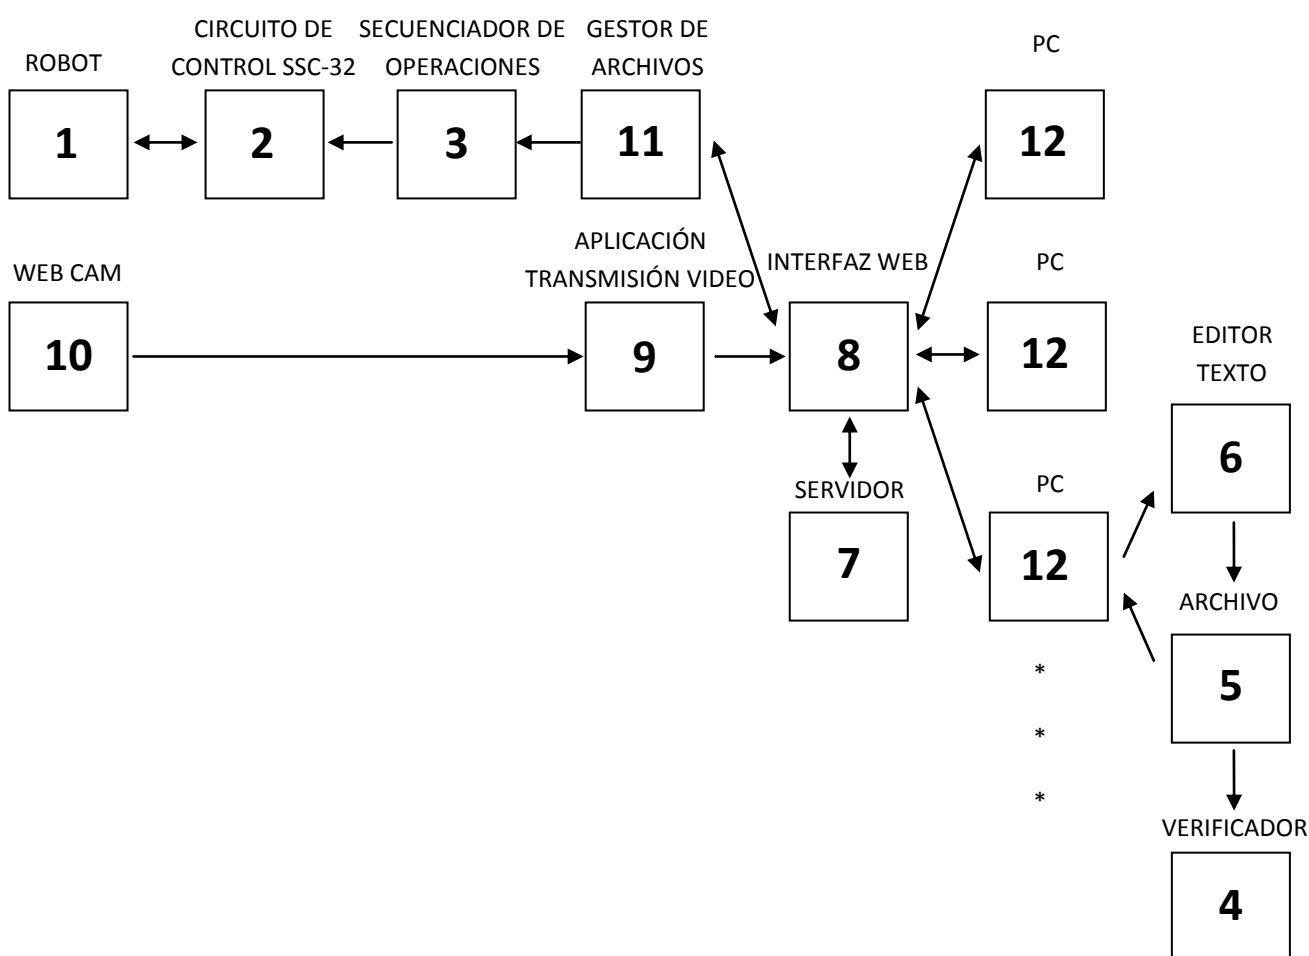 ROBOT
CIRCUITO DE
CONTROL SSC-32
SECUENCIADOR DE
OPERACIONES
GESTOR DE
ARCHIVOS
PC
1
2
3
11
12
WEB CAM
APLICACIÓN
TRANSMISIÓN VIDEO
INTERFAZ WEB
PC
10
9
8
12
EDITOR
TEXTO
6
SERVIDOR
7
PC
12
ARCHIVO
5
*
*
*
VERIFICADOR
4